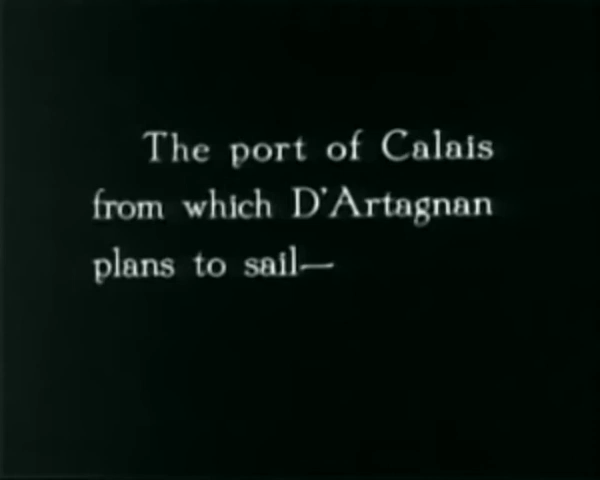 The port of Calais
from which D'Artagnan
plans to sail—